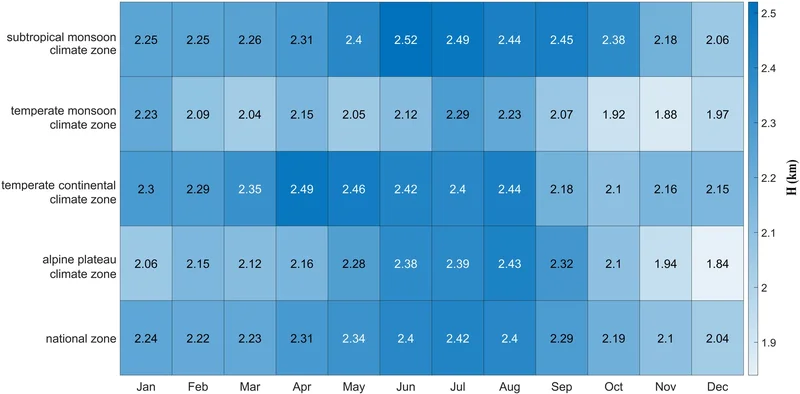 subtropical monsoon
climate zone
2.25 2.25 2.26 2.31 2.4 2.52 2.49 2.44 2.45 2.38 2.18 2.06
temperate monsoon
climate zone
2.23 2.09 2.04 2.15 2.05 2.12 2.29 2.23 2.07 1.92 1.88 1.97
temperate continental
climate zone
2.3 2.29 2.35 2.49 2.46 2.42 2.4 2.44 2.18 2.1 2.16 2.15
alpine plateau
climate zone
2.06 2.15 2.12 2.16 2.28 2.38 2.39 2.43 2.32 2.1 1.94 1.84
national zone
2.24 2.22 2.23 2.31 2.34 2.4 2.42 2.4 2.29 2.19 2.1 2.04
Jan Feb Mar Apr May Jun Jul Aug Sep Oct Nov Dec
2.5
2.4
2.3
2.2
2.1
2
1.9
H (km)